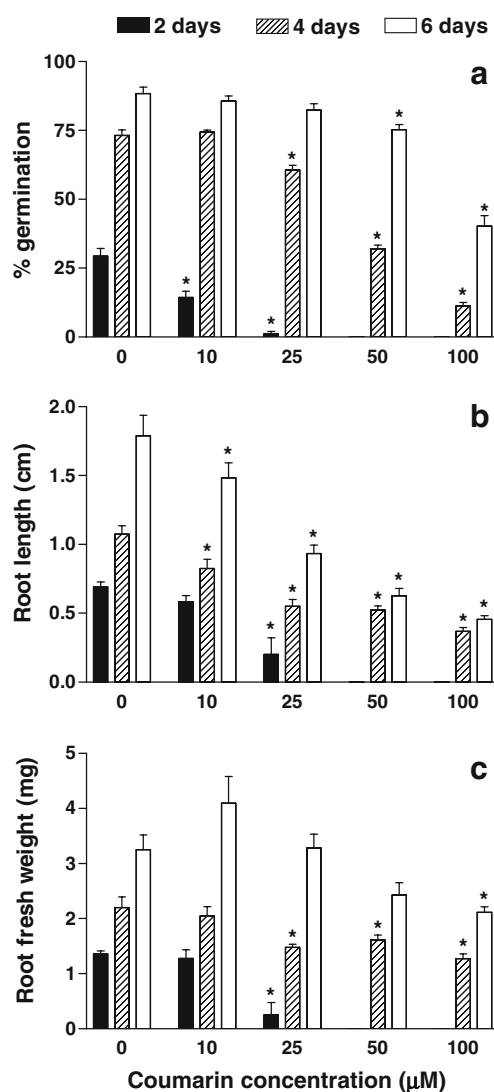 2 days 4 days 6 days
a
% germination
100
75
50
25
0
* * * * * * *
0 10 25 50 100
b
Root length (cm)
2.0
1.5
1.0
0.5
0.0
* * * * * * * * *
0 10 25 50 100
c
Root fresh weight (mg)
5
4
3
2
1
0
* * * * *
0 10 25 50 100
Coumarin concentration (μM)